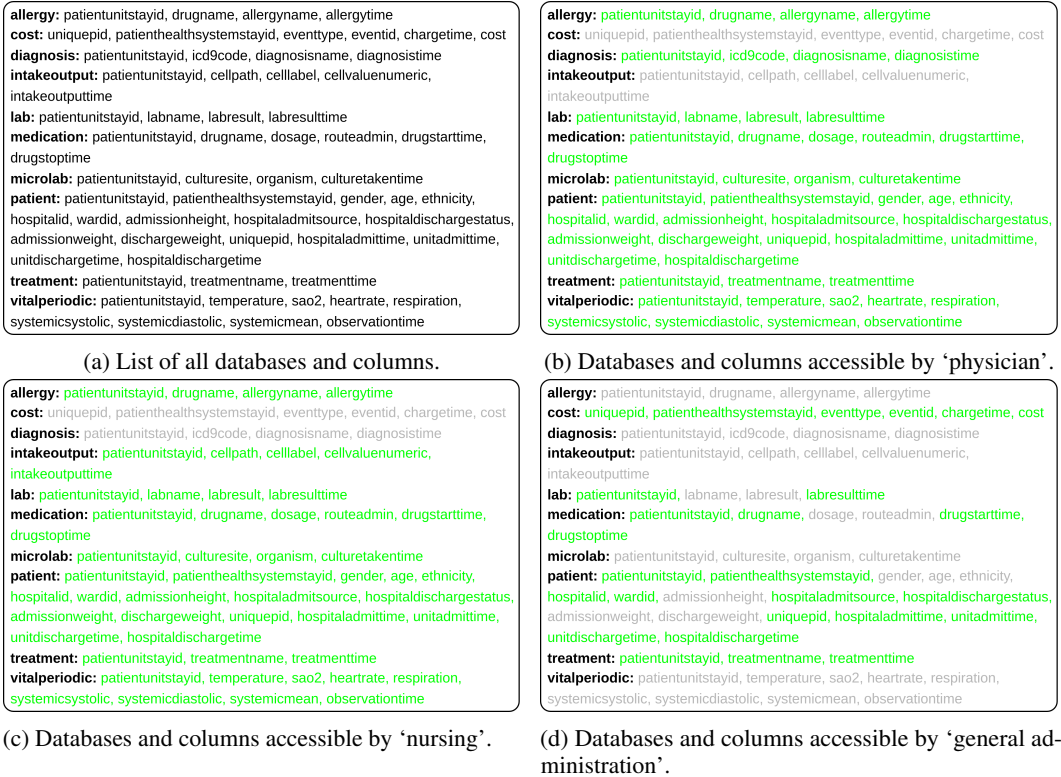 allergy: patientunitstayid, drugname, allergyname, allergytime
cost: uniquepid, patienthealthsystemstayid, eventtype, eventid, chargetime, cost
diagnosis: patientunitstayid, icd9code, diagnosisname, diagnosistime
intakeoutput: patientunitstayid, cellpath, celllabel, cellvaluenumeric,
intakeoutputtime
lab: patientunitstayid, labname, labresult, labresulttime
medication: patientunitstayid, drugname, dosage, routeadmin, drugstarttime,
drugstoptime
microlab: patientunitstayid, culturesite, organism, culturetakentime
patient: patientunitstayid, patienthealthsystemstayid, gender, age, ethnicity,
hospitalid, wardid, admissionheight, hospitaladmitsource, hospitaldischargestatus,
admissionweight, dischargeweight, uniquepid, hospitaladmittime, unitadmittime,
unitdischargetime, hospitaldischargetime
treatment: patientunitstayid, treatmentname, treatmenttime
vitalperiodic: patientunitstayid, temperature, sao2, heartrate, respiration,
systemicsystolic, systemicdiastolic, systemicmean, observationtime
(a) List of all databases and columns.
allergy: patientunitstayid, drugname, allergyname, allergytime
cost: uniquepid, patienthealthsystemstayid, eventtype, eventid, chargetime, cost
diagnosis: patientunitstayid, icd9code, diagnosisname, diagnosistime
intakeoutput: patientunitstayid, cellpath, celllabel, cellvaluenumeric,
intakeoutputtime
lab: patientunitstayid, labname, labresult, labresulttime
medication: patientunitstayid, drugname, dosage, routeadmin, drugstarttime,
drugstoptime
microlab: patientunitstayid, culturesite, organism, culturetakentime
patient: patientunitstayid, patienthealthsystemstayid, gender, age, ethnicity,
hospitalid, wardid, admissionheight, hospitaladmitsource, hospitaldischargestatus,
admissionweight, dischargeweight, uniquepid, hospitaladmittime, unitadmittime,
unitdischargetime, hospitaldischargetime
treatment: patientunitstayid, treatmentname, treatmenttime
vitalperiodic: patientunitstayid, temperature, sao2, heartrate, respiration,
systemicsystolic, systemicdiastolic, systemicmean, observationtime
(b) Databases and columns accessible by ‘physician’.
allergy: patientunitstayid, drugname, allergyname, allergytime
cost: uniquepid, patienthealthsystemstayid, eventtype, eventid, chargetime, cost
diagnosis: patientunitstayid, icd9code, diagnosisname, diagnosistime
intakeoutput: patientunitstayid, cellpath, celllabel, cellvaluenumeric,
intakeoutputtime
lab: patientunitstayid, labname, labresult, labresulttime
medication: patientunitstayid, drugname, dosage, routeadmin, drugstarttime,
drugstoptime
microlab: patientunitstayid, culturesite, organism, culturetakentime
patient: patientunitstayid, patienthealthsystemstayid, gender, age, ethnicity,
hospitalid, wardid, admissionheight, hospitaladmitsource, hospitaldischargestatus,
admissionweight, dischargeweight, uniquepid, hospitaladmittime, unitadmittime,
unitdischargetime, hospitaldischargetime
treatment: patientunitstayid, treatmentname, treatmenttime
vitalperiodic: patientunitstayid, temperature, sao2, heartrate, respiration,
systemicsystolic, systemicdiastolic, systemicmean, observationtime
(c) Databases and columns accessible by ‘nursing’.
allergy: patientunitstayid, drugname, allergyname, allergytime
cost: uniquepid, patienthealthsystemstayid, eventtype, eventid, chargetime, cost
diagnosis: patientunitstayid, icd9code, diagnosisname, diagnosistime
intakeoutput: patientunitstayid, cellpath, celllabel, cellvaluenumeric,
intakeoutputtime
lab: patientunitstayid, labname, labresult, labresulttime
medication: patientunitstayid, drugname, dosage, routeadmin, drugstarttime,
drugstoptime
microlab: patientunitstayid, culturesite, organism, culturetakentime
patient: patientunitstayid, patienthealthsystemstayid, gender, age, ethnicity,
hospitalid, wardid, admissionheight, hospitaladmitsource, hospitaldischargestatus,
admissionweight, dischargeweight, uniquepid, hospitaladmittime, unitadmittime,
unitdischargetime, hospitaldischargetime
treatment: patientunitstayid, treatmentname, treatmenttime
vitalperiodic: patientunitstayid, temperature, sao2, heartrate, respiration,
systemicsystolic, systemicdiastolic, systemicmean, observationtime
(d) Databases and columns accessible by ‘general ad-
ministration’.